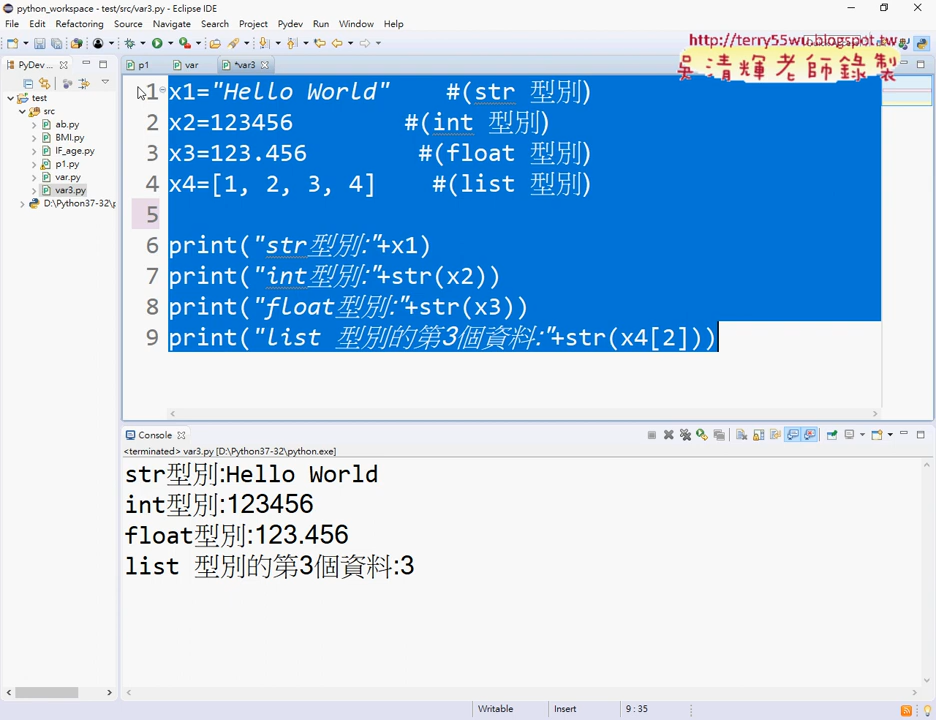 python_workspace - test/src/var3.py - Eclipse IDE
File Edit Refactoring Source Navigate Search Project Pydev Run Window Help
http://terry55wu.blogspot.tw
吳清輝老師錄製
PyDev
p1
var
*var3
test
src
ab.py
BMI.py
IF_age.py
p1.py
var.py
var3.py
D:\Python37-32\p
1 x1="Hello World" #(str 型別)
2 x2=123456 #(int 型別)
3 x3=123.456 #(float 型別)
4 x4=[1, 2, 3, 4] #(list 型別)
5
6 print("str型別:"+x1)
7 print("int型別:"+str(x2))
8 print("float型別:"+str(x3))
9 print("list 型別的第3個資料:"+str(x4[2]))
Console
<terminated> var3.py [D:\Python37-32\python.exe]
str型別:Hello World
int型別:123456
float型別:123.456
list 型別的第3個資料:3
Writable Insert 9 : 35